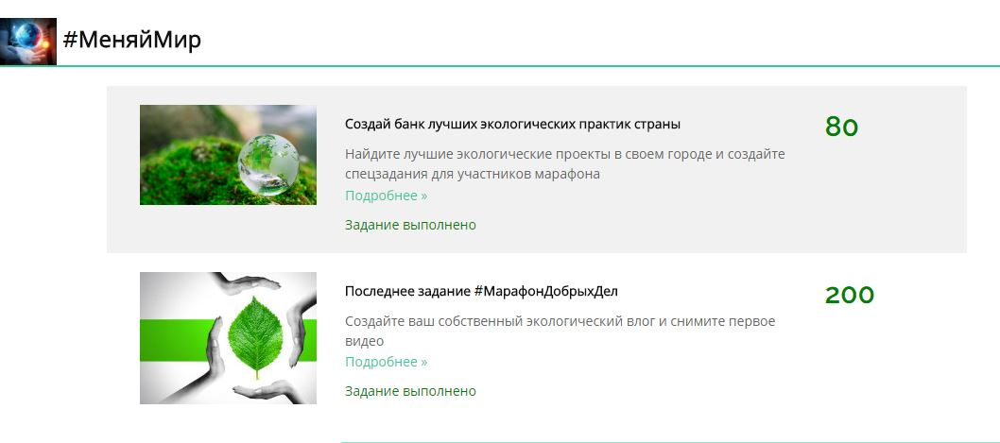 #МеняйМир
Создай банк лучших экологических практик страны
80
Найдите лучшие экологические проекты в своем городе и создайте
спецзадания для участников марафона
Подробнее »
Задание выполнено
Последнее задание #МарафонДобрыхДел
200
Создайте ваш собственный экологический влог и снимите первое
видео
Подробнее »
Задание выполнено